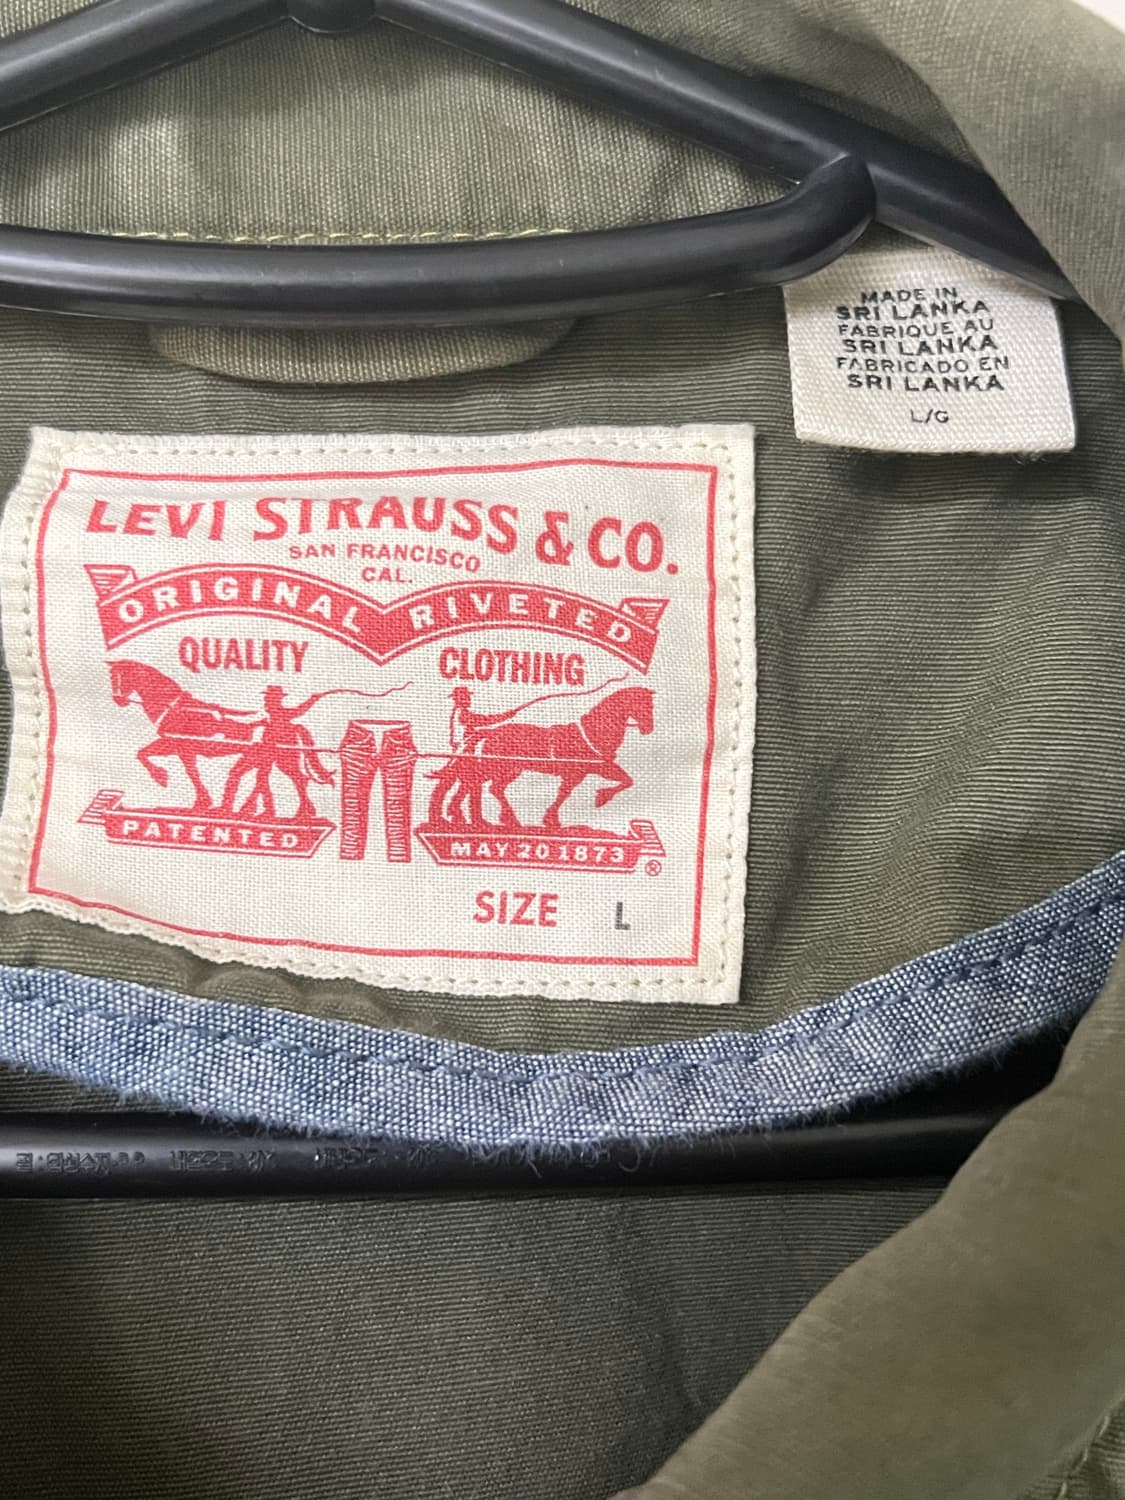 MADE IN
SRI LANKA
FABRIQUE AU
SRI LANKA
FABRICADO EN
SRI LANKA
L/G
LEVI STRAUSS & CO.
SAN FRANCISCO
CAL.
ORIGINAL RIVETED
QUALITY CLOTHING
PATENTED MAY 20 1873 ®
SIZE L